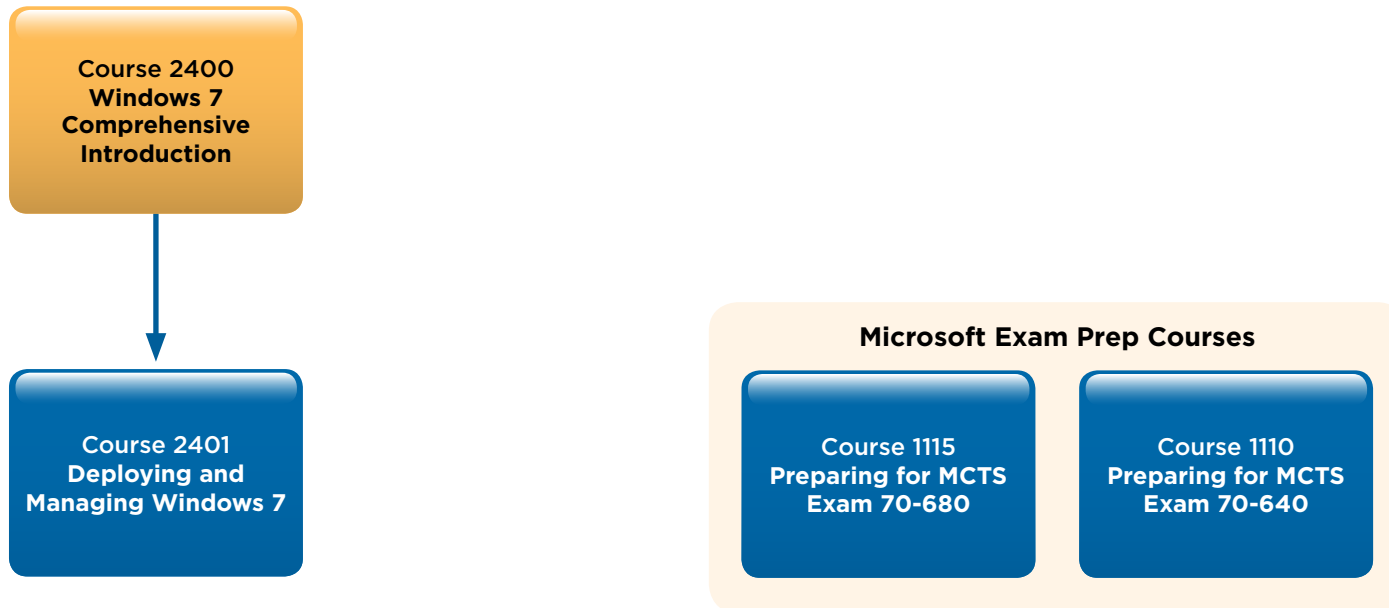 Course 2400
Windows 7
Comprehensive
Introduction
Course 2401
Deploying and
Managing Windows 7
Microsoft Exam Prep Courses
Course 1115
Preparing for MCTS
Exam 70-680
Course 1110
Preparing for MCTS
Exam 70-640